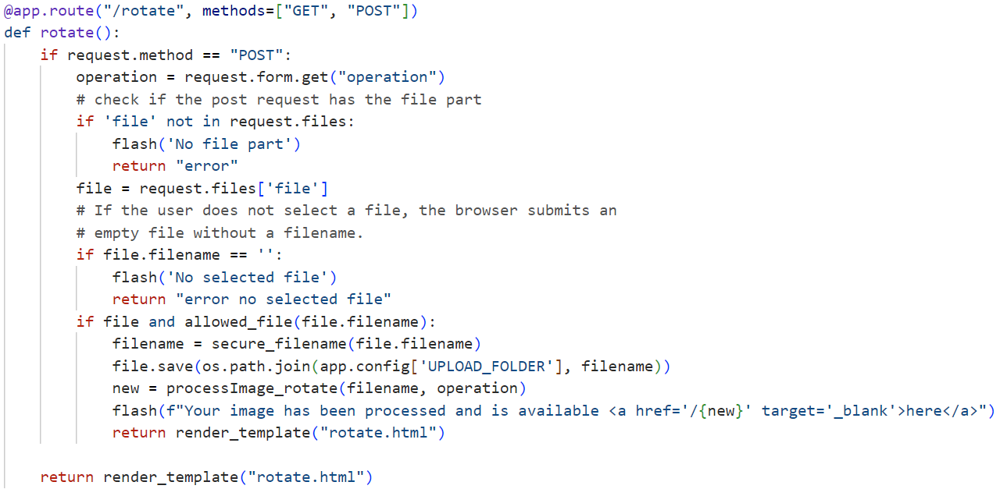 @app.route("/rotate", methods=["GET", "POST"])
def rotate():
    if request.method == "POST":
        operation = request.form.get("operation")
        # check if the post request has the file part
        if 'file' not in request.files:
            flash('No file part')
            return "error"
        file = request.files['file']
        # If the user does not select a file, the browser submits an
        # empty file without a filename.
        if file.filename == '':
            flash('No selected file')
            return "error no selected file"
        if file and allowed_file(file.filename):
            filename = secure_filename(file.filename)
            file.save(os.path.join(app.config['UPLOAD_FOLDER'], filename))
            new = processImage_rotate(filename, operation)
            flash(f"Your image has been processed and is available <a href='/{new}' target='_blank'>here</a>")
            return render_template("rotate.html")

    return render_template("rotate.html")